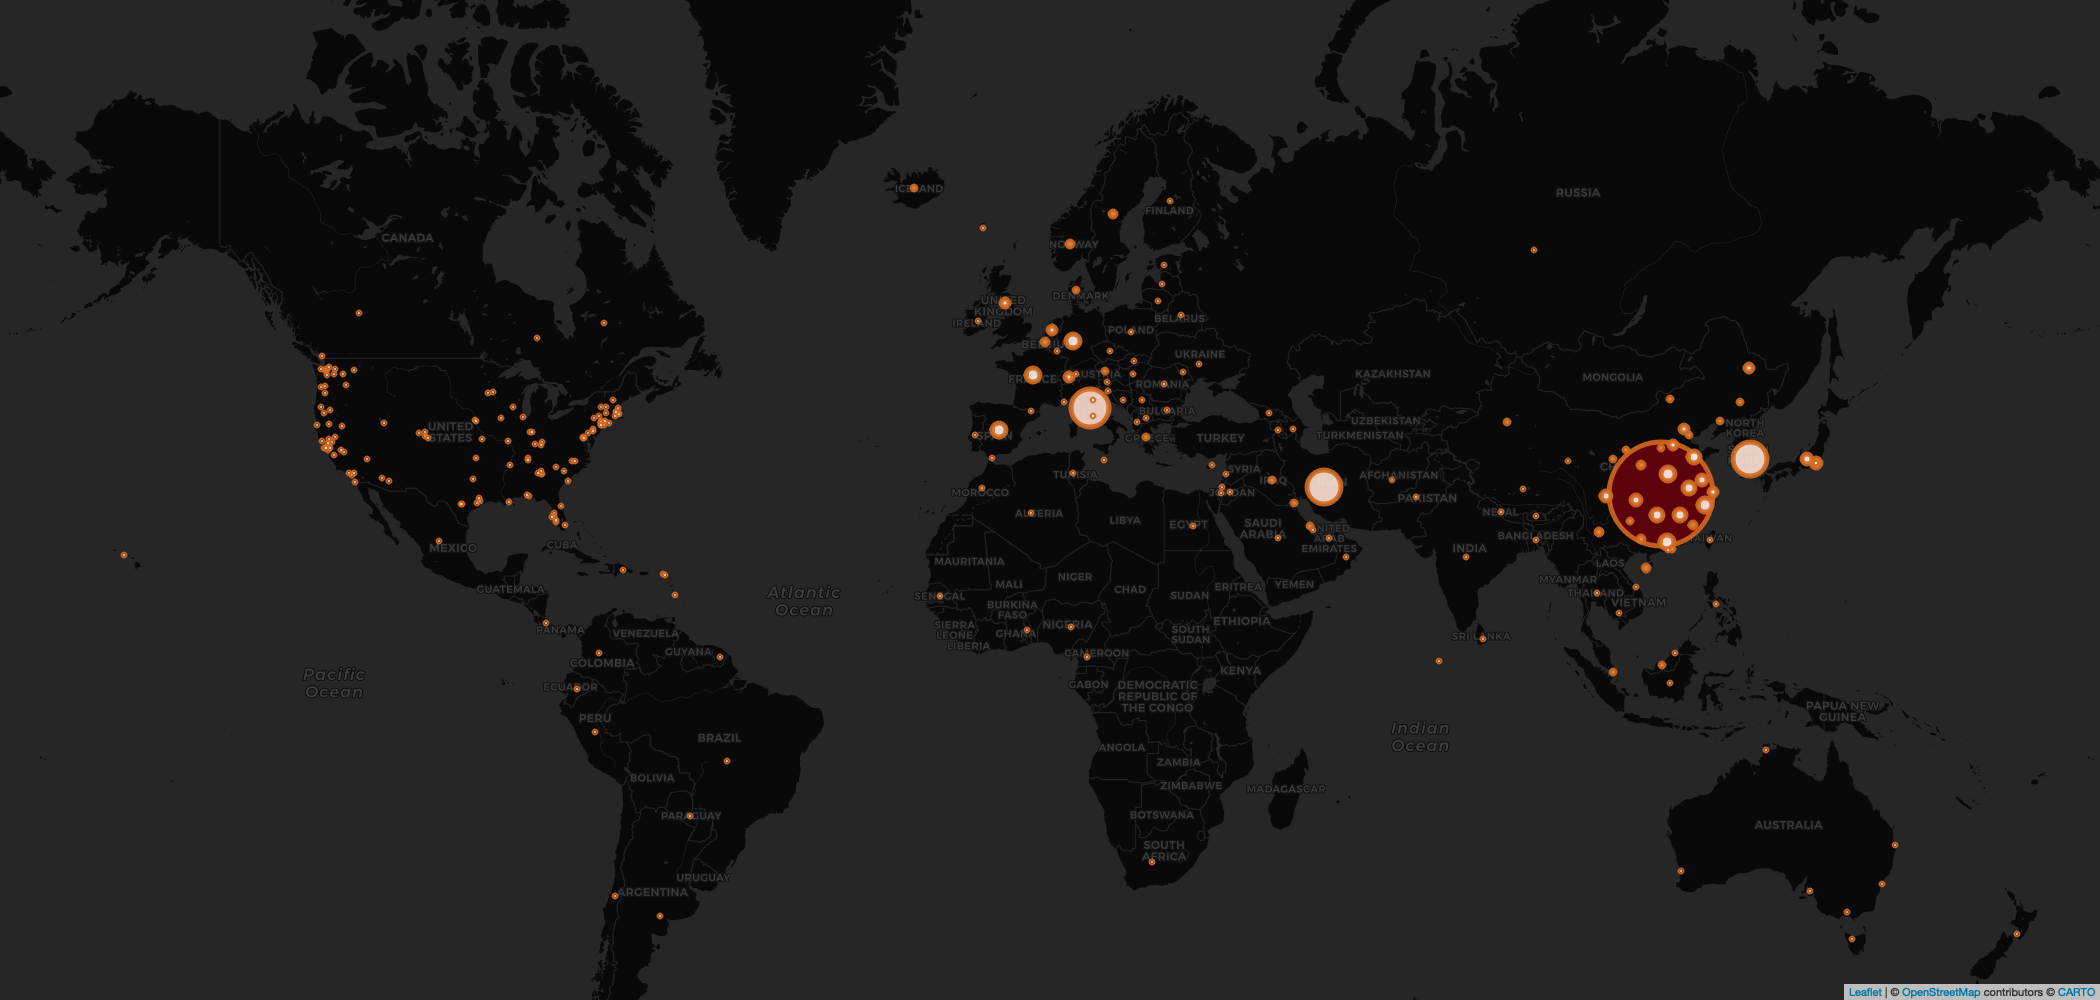 RUSSIA
ICELAND
FINLAND
NORWAY
CANADA
UNITED
KINGDOM
DENMARK
IRELAND
BELARUS
POLAND
UKRAINE
KAZAKHSTAN
MONGOLIA
FRANCE
AUSTRIA
ROMANIA
BULGARIA
UNITED
STATES
SPAIN
GREECE
TURKEY
UZBEKISTAN
TURKMENISTAN
NORTH
KOREA
TUNISIA
SYRIA
IRAQ
AFGHANISTAN
MOROCCO
JORDAN
PAKISTAN
ALGERIA
LIBYA
EGYPT
SAUDI
ARABIA
UNITED
ARAB
EMIRATES
NEPAL
BANGLADESH
TAIWAN
MEXICO
CUBA
INDIA
MAURITANIA
LAOS
MYANMAR
GUATEMALA
Atlantic
Ocean
MALI
NIGER
CHAD
SUDAN
ERITREA
YEMEN
THAILAND
VIETNAM
SENEGAL
BURKINA
FASO
PANAMA
VENEZUELA
SIERRA
LEONE
GHANA
NIGERIA
SOUTH
SUDAN
ETHIOPIA
SRI LANKA
LIBERIA
GUYANA
COLOMBIA
CAMEROON
KENYA
Pacific
Ocean
ECUADOR
GABON
DEMOCRATIC
REPUBLIC OF
THE CONGO
PERU
BRAZIL
PAPUA NEW
GUINEA
Indian
Ocean
ANGOLA
ZAMBIA
BOLIVIA
ZIMBABWE
MADAGASCAR
PARAGUAY
BOTSWANA
AUSTRALIA
SOUTH
AFRICA
URUGUAY
ARGENTINA
Leaflet | © OpenStreetMap contributors © CARTO